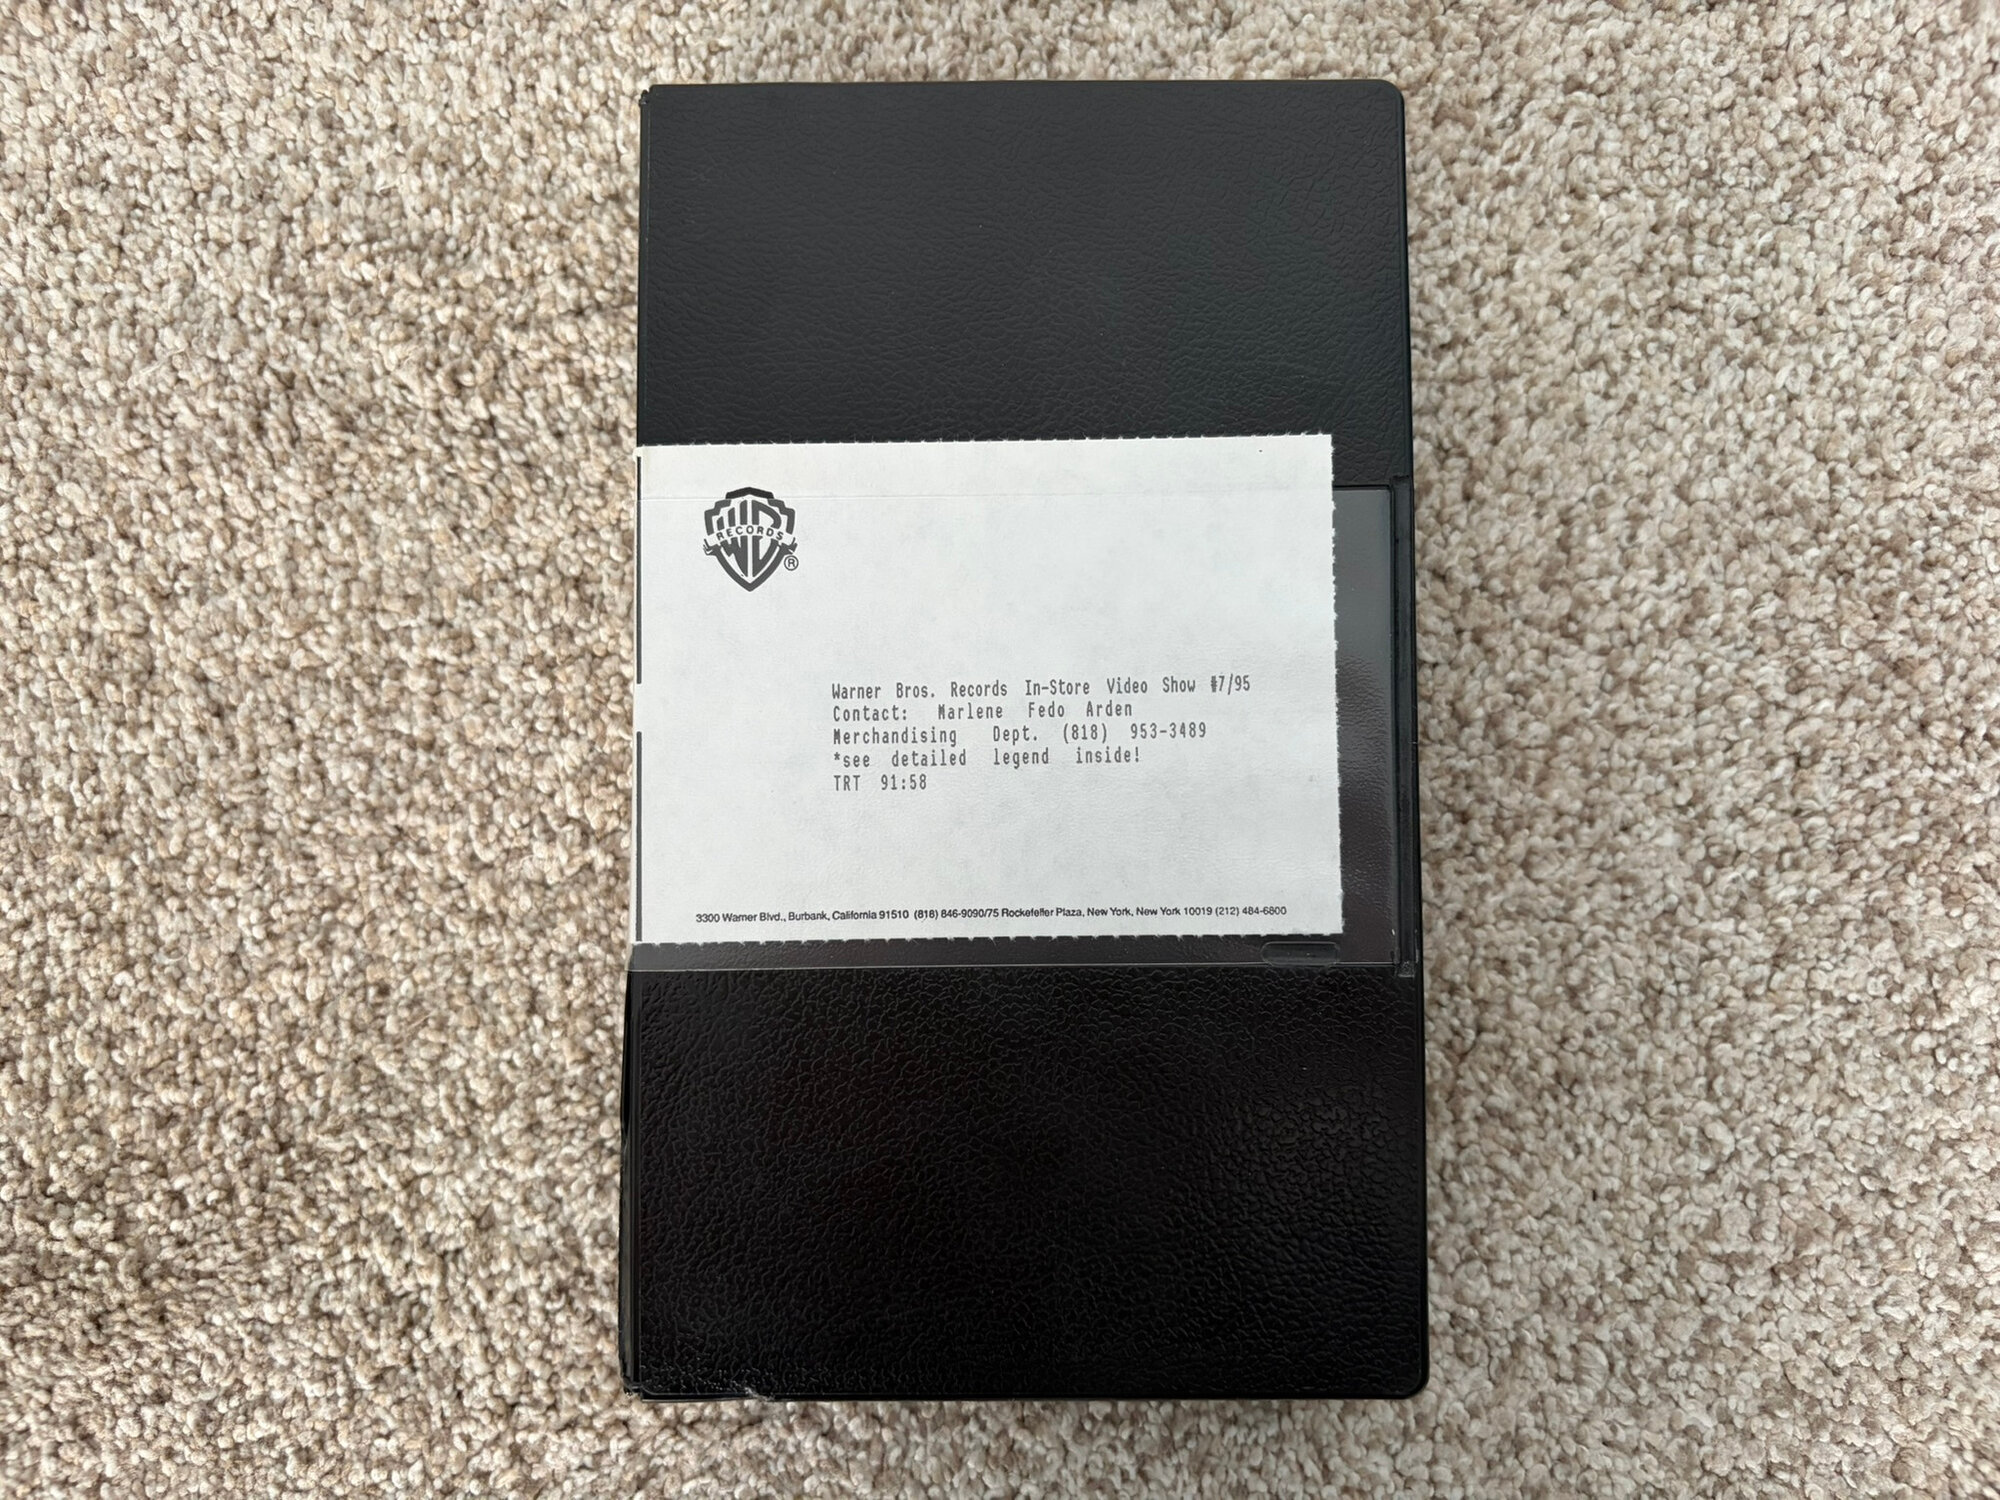 WB
RECORDS
®
Warner Bros. Records In-Store Video Show #7/95
Contact: Marlene Fedo Arden
Merchandising Dept. (818) 953-3489
*see detailed legend inside!
TRT 91:58
3300 Warner Blvd., Burbank, California 91510 (818) 846-9090/75 Rockefeller Plaza, New York, New York 10019 (212) 484-6800